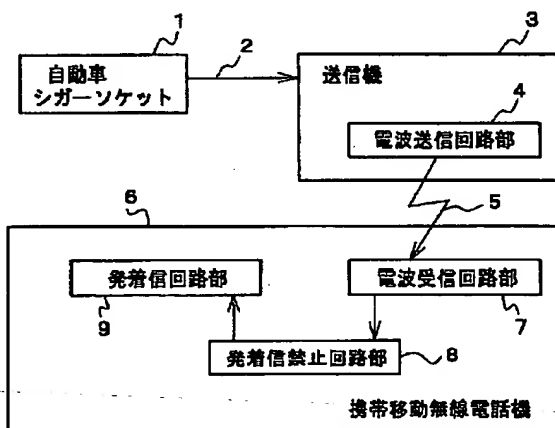 1
2
3
自動車
シガーソケット
送信機
4
電波送信回路部
5
6
発着信回路部
電波受信回路部
9
7
発着信禁止回路部
8
携帯移動無線電話機